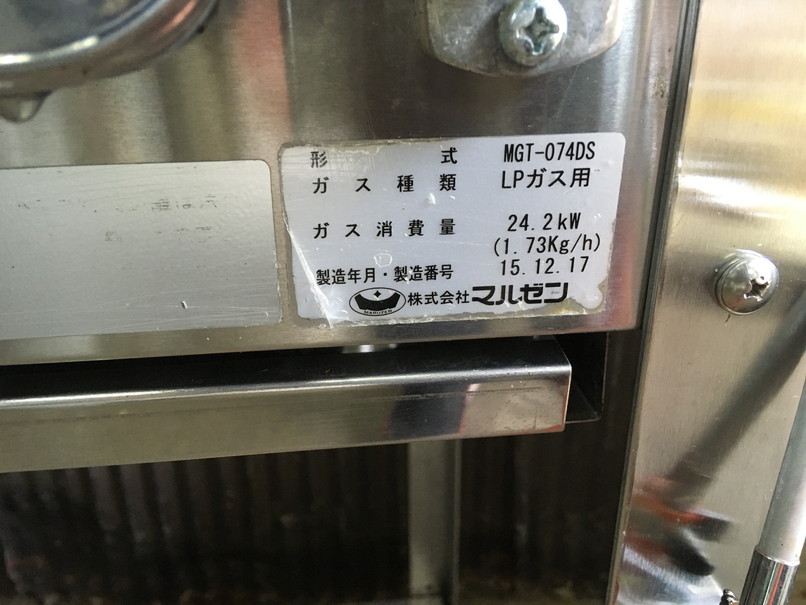 形式 MGT-074DS
ガス種類 LPガス用
ガス消費量 24.2kW
(1.73Kg/h)
製造年月・製造番号 15.12.17
MARUZEN 株式会社マルゼン